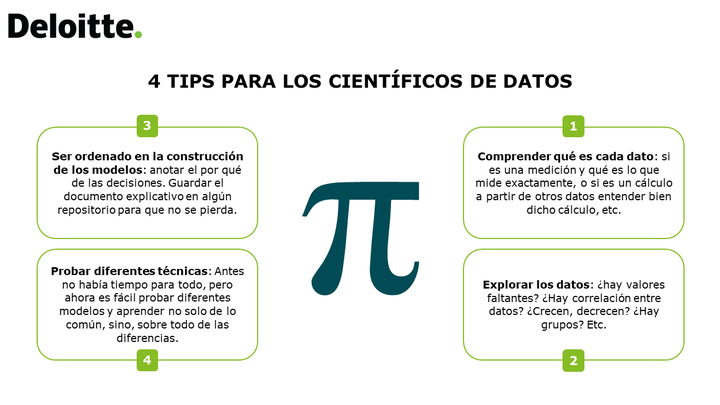 Deloitte.
4 TIPS PARA LOS CIENTÍFICOS DE DATOS
3
Ser ordenado en la construcción
de los modelos: anotar el por qué
de las decisiones. Guardar el
documento explicativo en algún
repositorio para que no se pierda.
1
Comprender qué es cada dato: si
es una medición y qué es lo que
mide exactamente, o si es un cálculo
a partir de otros datos entender bien
dicho cálculo, etc.
π
Probar diferentes técnicas: Antes
no había tiempo para todo, pero
ahora es fácil probar diferentes
modelos y aprender no solo de lo
común, sino, sobre todo de las
diferencias.
4
Explorar los datos: ¿hay valores
faltantes? ¿Hay correlación entre
datos? ¿Crecen, decrecen? ¿Hay
grupos? Etc.
2